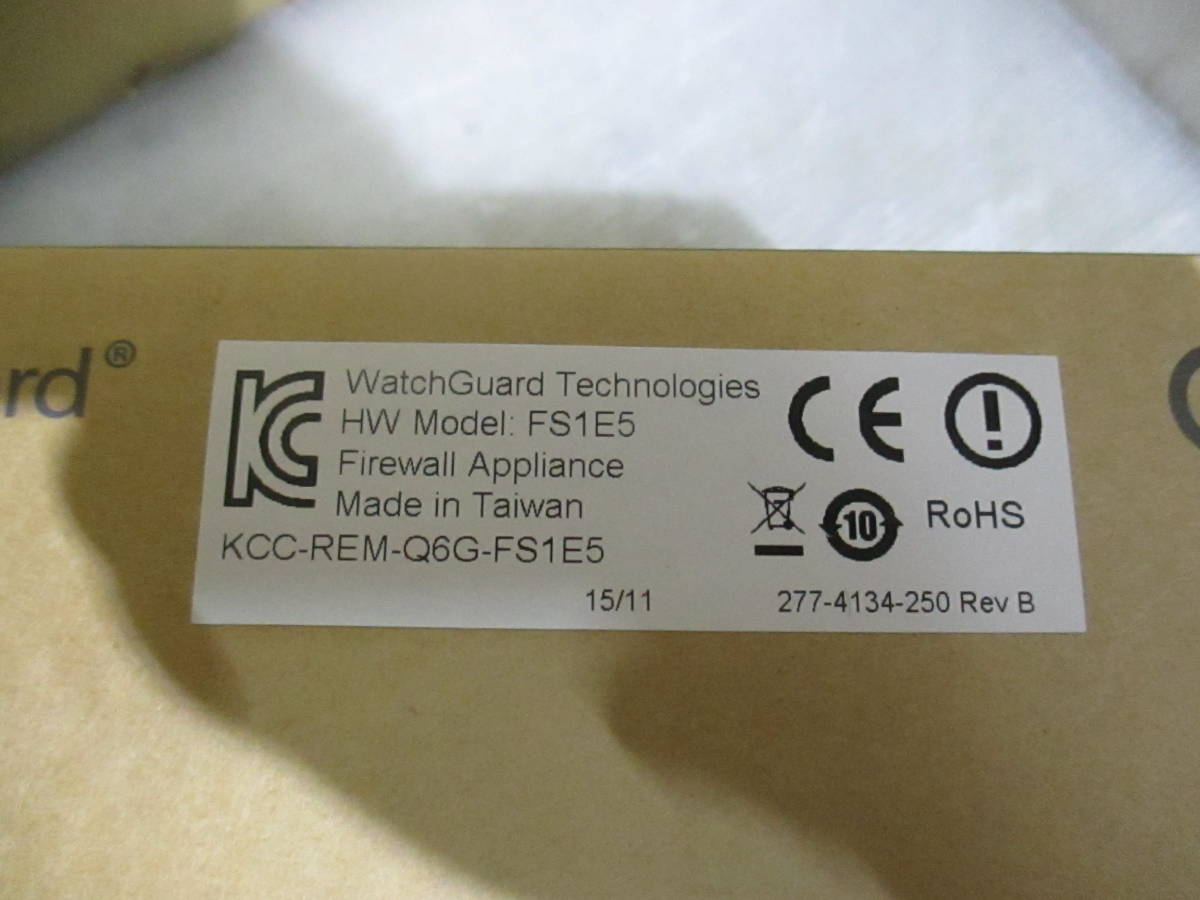 rd®
WatchGuard Technologies
HW Model: FS1E5
Firewall Appliance
Made in Taiwan
KCC-REM-Q6G-FS1E5
15/11
CE
10
RoHS
277-4134-250 Rev B